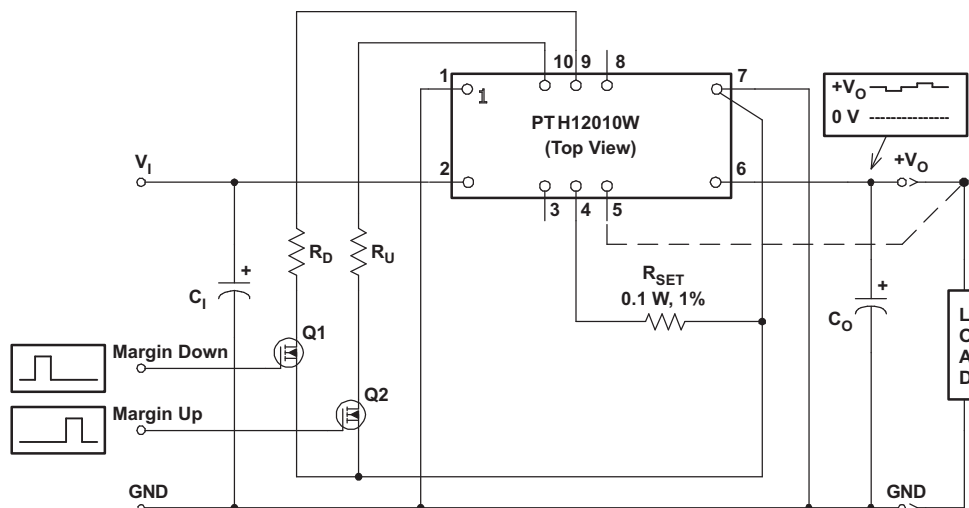 10 9 8
1 7
1
+VO
0 V
PTH12010W
(Top View)
VI
2 6
+VO
3 4 5
RD
RU
RSET
0.1 W, 1%
+
CI
+
CO
L
O
A
D
Q1
Margin Down
Q2
Margin Up
GND
GND